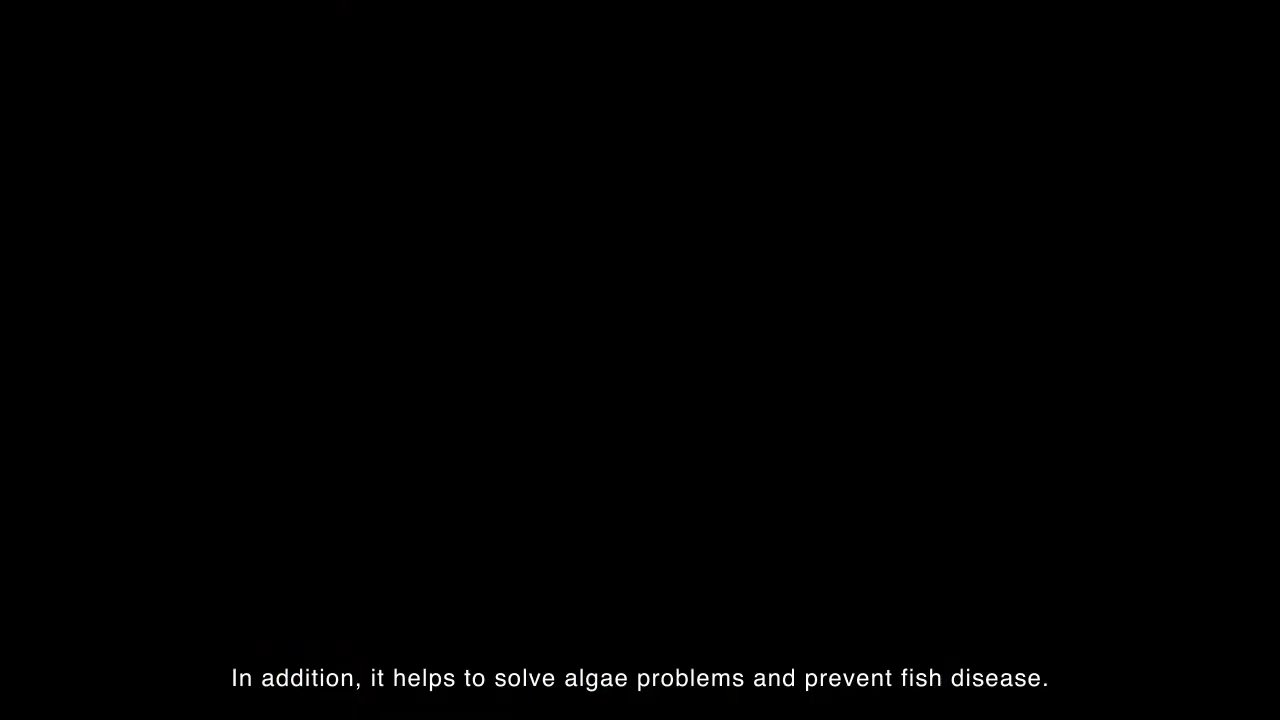 In addition, it helps to solve algae problems and prevent fish disease.